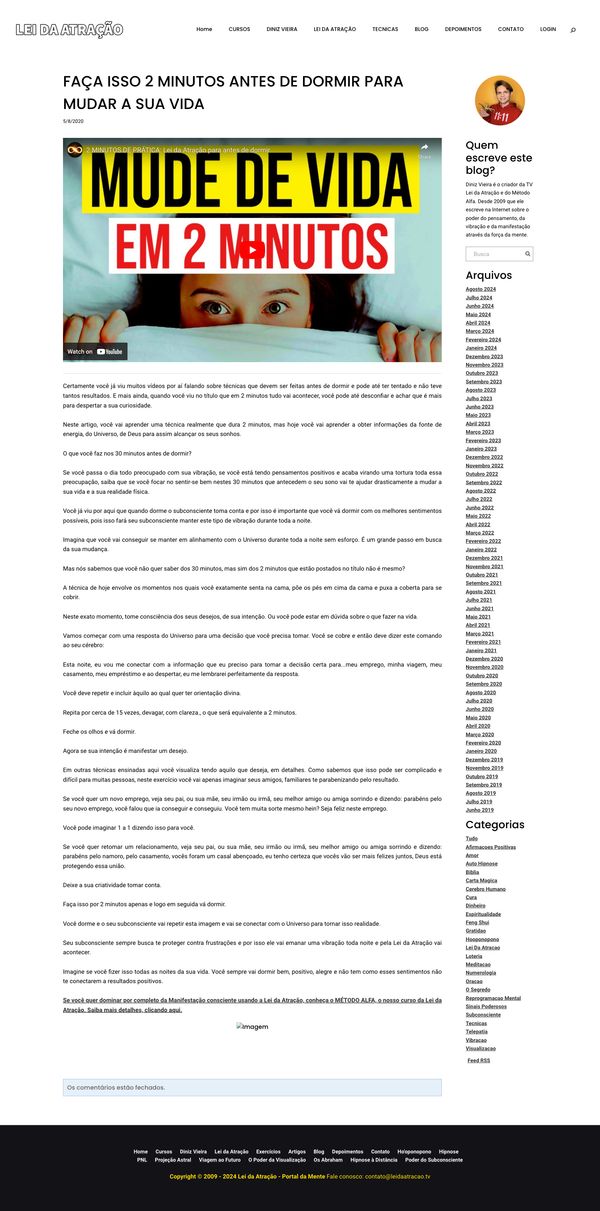 LEI DA ATRAÇÃO
Home CURSOS DINIZ VIEIRA LEI DA ATRAÇÃO TECNICAS BLOG DEPOIMENTOS CONTATO LOGIN
FAÇA ISSO 2 MINUTOS ANTES DE DORMIR PARA
MUDAR A SUA VIDA
5/8/2020
2 MINUTOS DE PRÁTICA: Lei da Atração para antes de dormir
Share
MUDE DE VIDA
EM 2 MINUTOS
Watch on YouTube
Certamente você já viu muitos vídeos por aí falando sobre técnicas que devem ser feitas antes de dormir e pode até ter tentado e não teve
tantos resultados. E mais ainda, quando você viu no título que em 2 minutos tudo vai acontecer, você pode até desconfiar e achar que é mais
para despertar a sua curiosidade.
Neste artigo, você vai aprender uma técnica realmente que dura 2 minutos, mas hoje você vai aprender a obter informações da fonte de
energia, do Universo, de Deus para assim alcançar os seus sonhos.
O que você faz nos 30 minutos antes de dormir?
Se você passa o dia todo preocupado com sua vibração, se você está tendo pensamentos positivos e acaba virando uma tortura toda essa
preocupação, saiba que se você focar no sentir-se bem nestes 30 minutos que antecedem o seu sono vai te ajudar drasticamente a mudar a
sua vida e a sua realidade física.
Você já viu por aqui que quando dorme o subconsciente toma conta e por isso é importante que você vá dormir com os melhores sentimentos
possíveis, pois isso fará seu subconsciente manter este tipo de vibração durante toda a noite.
Imagina que você vai conseguir se manter em alinhamento com o Universo durante toda a noite sem esforço. É um grande passo em busca
da sua mudança.
Mas nós sabemos que você não quer saber dos 30 minutos, mas sim dos 2 minutos que estão postados no título não é mesmo?
A técnica de hoje envolve os momentos nos quais você exatamente senta na cama, põe os pés em cima da cama e puxa a coberta para se
cobrir.
Neste exato momento, tome consciência dos seus desejos, de sua intenção. Ou você pode estar em dúvida sobre o que fazer na vida.
Vamos começar com uma resposta do Universo para uma decisão que você precisa tomar. Você se cobre e então deve dizer este comando
ao seu cérebro:
Esta noite, eu vou me conectar com a informação que eu preciso para tomar a decisão certa para...meu emprego, minha viagem, meu
casamento, meu empréstimo e ao despertar, eu me lembrarei perfeitamente da resposta.
Você deve repetir e incluir àquilo ao qual quer ter orientação divina.
Repita por cerca de 15 vezes, devagar, com clareza., o que será equivalente a 2 minutos.
Feche os olhos e vá dormir.
Agora se sua intenção é manifestar um desejo.
Em outras técnicas ensinadas aqui você visualiza tendo aquilo que deseja, em detalhes. Como sabemos que isso pode ser complicado e
difícil para muitas pessoas, neste exercício você vai apenas imaginar seus amigos, familiares te parabenizando pelo resultado.
Se você quer um novo emprego, veja seu pai, ou sua mãe, seu irmão ou irmã, seu melhor amigo ou amiga sorrindo e dizendo: parabéns pelo
seu novo emprego, você falou que ia conseguir e conseguiu. Você tem muita sorte mesmo hein? Seja feliz neste emprego.
Você pode imaginar 1 a 1 dizendo isso para você.
Se você quer retomar um relacionamento, veja seu pai, ou sua mãe, seu irmão ou irmã, seu melhor amigo ou amiga sorrindo e dizendo:
parabéns pelo namoro, pelo casamento, vocês foram um casal abençoado, eu tenho certeza que vocês vão ser mais felizes juntos, Deus está
protegendo essa união.
Deixe a sua criatividade tomar conta.
Faça isso por 2 minutos apenas e logo em seguida vá dormir.
Você dorme e o seu subconsciente vai repetir esta imagem e vai se conectar com o Universo para tornar isso realidade.
Seu subconsciente sempre busca te proteger contra frustrações e por isso ele vai emanar uma vibração toda noite e pela Lei da Atração vai
acontecer.
Imagine se você fizer isso todas as noites da sua vida. Você sempre vai dormir bem, positivo, alegre e não tem como esses sentimentos não
te conectarem a resultados positivos.
Se você quer dominar por completo da Manifestação consciente usando a Lei da Atração, conheça o MÉTODO ALFA, o nosso curso da Lei da
Atração. Saiba mais detalhes, clicando aqui.
Imagem
Os comentários estão fechados.
11:11
Quem
escreve este
blog?
Diniz Vieira é o criador da TV
Lei da Atração e do Método
Alfa. Desde 2009 que ele
escreve na Internet sobre o
poder do pensamento, da
vibração e da manifestação
através da força da mente.
Busca
Arquivos
Agosto 2024
Julho 2024
Junho 2024
Maio 2024
Abril 2024
Março 2024
Fevereiro 2024
Janeiro 2024
Dezembro 2023
Novembro 2023
Outubro 2023
Setembro 2023
Agosto 2023
Julho 2023
Junho 2023
Maio 2023
Abril 2023
Março 2023
Fevereiro 2023
Janeiro 2023
Dezembro 2022
Novembro 2022
Outubro 2022
Setembro 2022
Agosto 2022
Julho 2022
Junho 2022
Maio 2022
Abril 2022
Março 2022
Fevereiro 2022
Janeiro 2022
Dezembro 2021
Novembro 2021
Outubro 2021
Setembro 2021
Agosto 2021
Julho 2021
Junho 2021
Maio 2021
Abril 2021
Março 2021
Fevereiro 2021
Janeiro 2021
Dezembro 2020
Novembro 2020
Outubro 2020
Setembro 2020
Agosto 2020
Julho 2020
Junho 2020
Maio 2020
Abril 2020
Março 2020
Fevereiro 2020
Janeiro 2020
Dezembro 2019
Novembro 2019
Outubro 2019
Setembro 2019
Agosto 2019
Julho 2019
Junho 2019
Categorias
Tudo
Afirmacoes Positivas
Amor
Auto Hipnose
Biblia
Carta Magica
Cerebro Humano
Cura
Dinheiro
Espiritualidade
Feng Shui
Gratidao
Hooponopono
Lei Da Atracao
Loteria
Meditacao
Numerologia
Oracao
O Segredo
Reprogramacao Mental
Sinais Poderosos
Subconsciente
Tecnicas
Telepatia
Vibracao
Visualizacao
Feed RSS
Home Cursos Diniz Vieira Lei da Atração Exercícios Artigos Blog Depoimentos Contato Ho'oponopono Hipnose
PNL Projeção Astral Viagem ao Futuro O Poder da Visualização Os Abraham Hipnose à Distância Poder do Subconsciente
Copyright © 2009 - 2024 Lei da Atração - Portal da Mente Fale conosco: contato@leidaatracao.tv